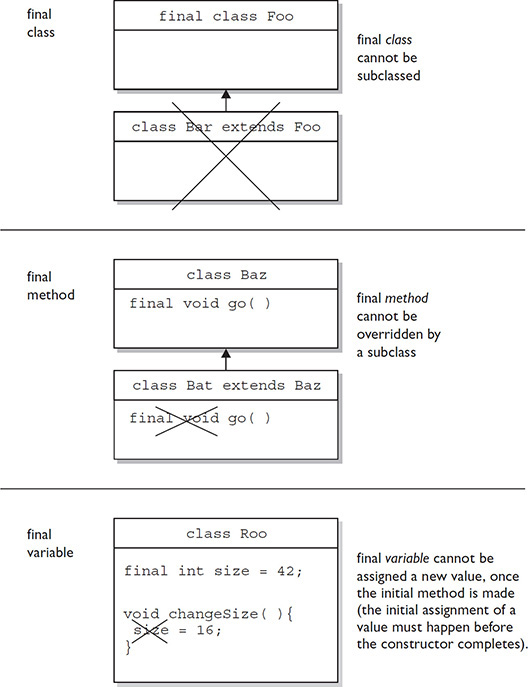 final
class
final class Foo
class Bar extends Foo
final class
cannot be
subclassed
final
method
class Baz
final void go( )
class Bat extends Baz
final void go( )
final method
cannot be
overridden by
a subclass
final
variable
class Roo
final int size = 42;
void changeSize( ){
size = 16;
}
final variable cannot be
assigned a new value, once
the initial method is made
(the initial assignment of a
value must happen before
the constructor completes).